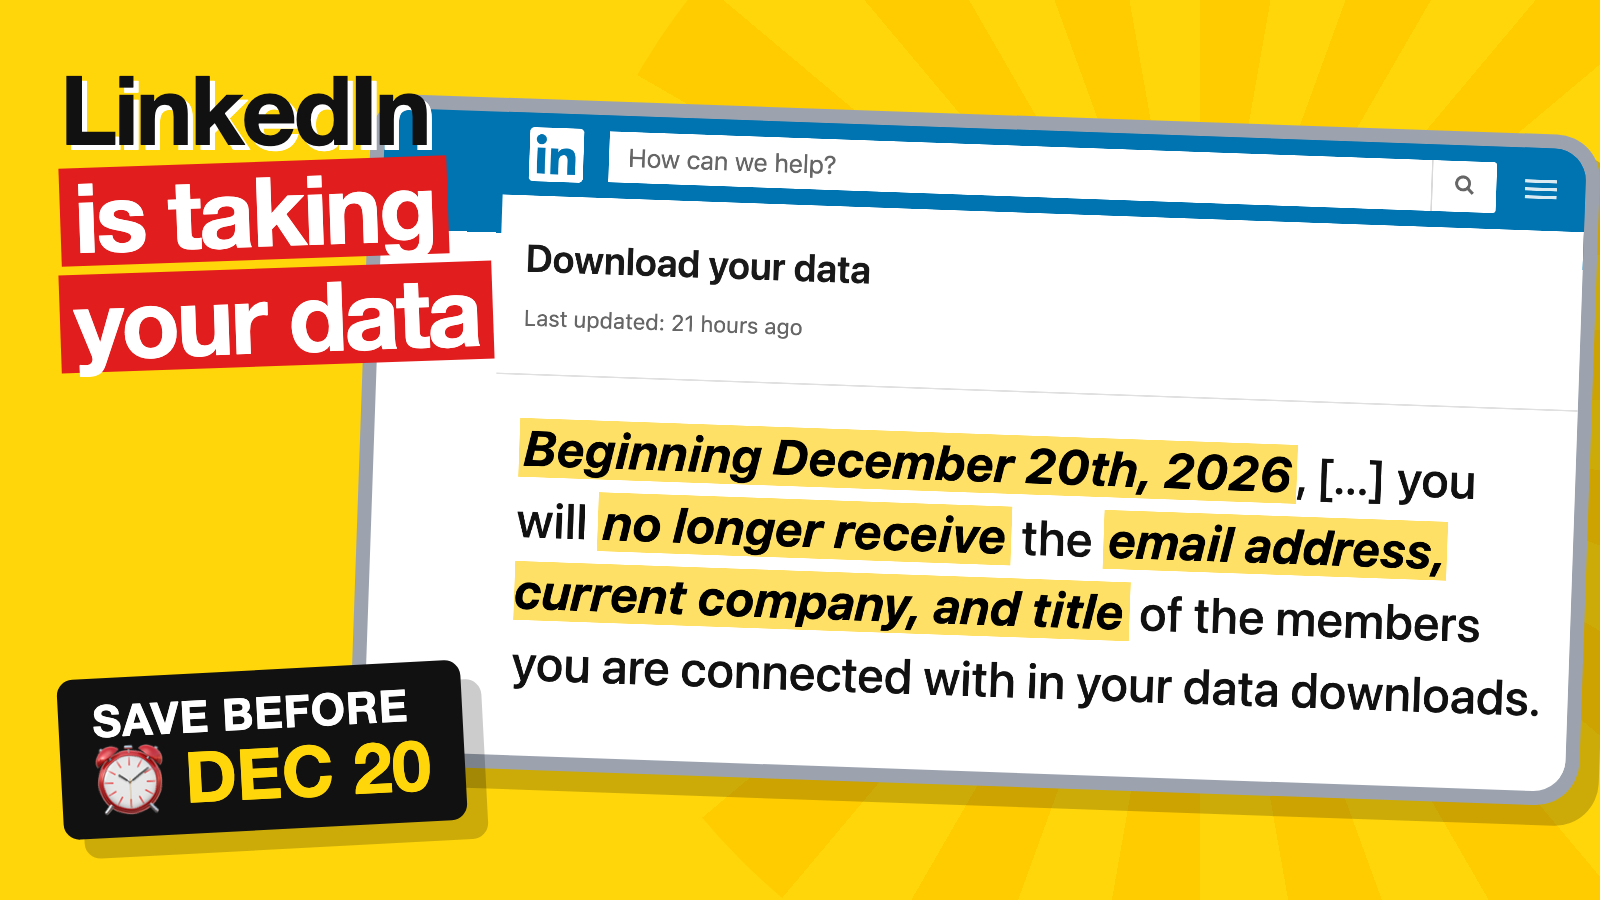 LinkedIn
is taking
your data
in
How can we help?
Download your data
Last updated: 21 hours ago
Beginning December 20th, 2026, [...] you
will no longer receive the email address,
current company, and title of the members
you are connected with in your data downloads.
SAVE BEFORE
DEC 20